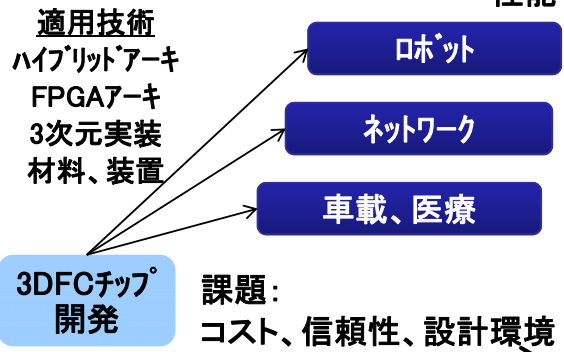 適用技術
ハイブリッドアーキ
FPGAアーキ
3次元実装
材料、装置
ロボット
ネットワーク
車載、医療
3DFCチップ
開発
課題:
コスト、信頼性、設計環境